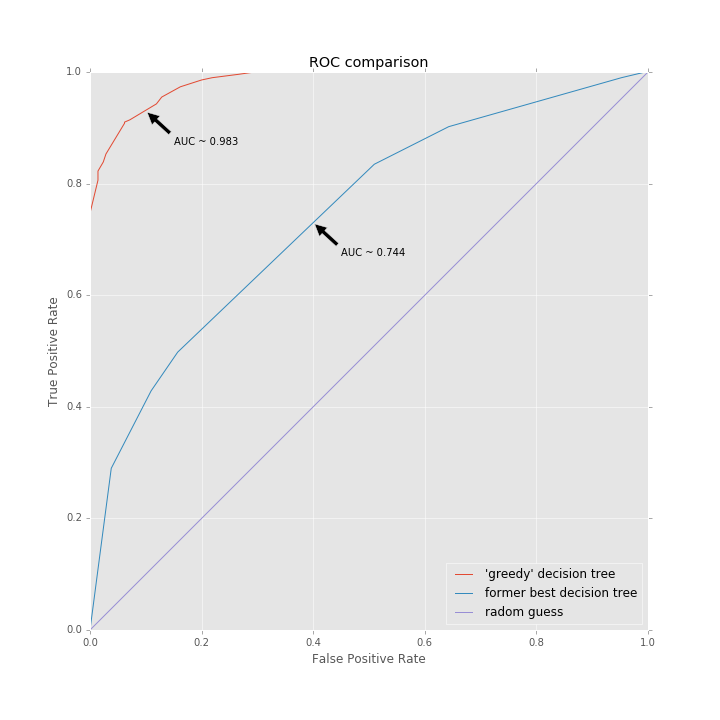 ROC comparison
1.0
0.8
0.6
0.4
0.2
0.0
True Positive Rate
AUC ~ 0.983
AUC ~ 0.744
'greedy' decision tree
former best decision tree
radom guess
0.0 0.2 0.4 0.6 0.8 1.0
False Positive Rate